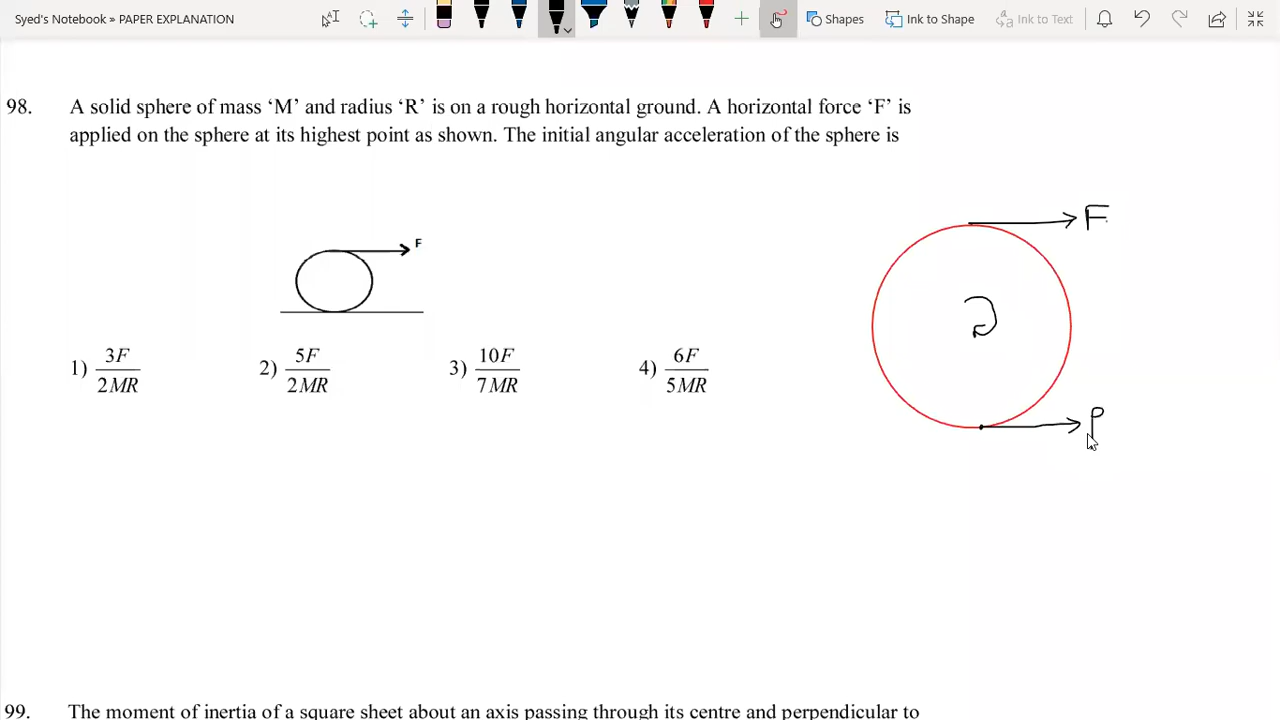 Syed's Notebook » PAPER EXPLANATION
Shapes
Ink to Shape
Ink to Text
98. A solid sphere of mass ‘M’ and radius ‘R’ is on a rough horizontal ground. A horizontal force ‘F’ is
applied on the sphere at its highest point as shown. The initial angular acceleration of the sphere is
F
F
1) 3F/2MR 2) 5F/2MR 3) 10F/7MR 4) 6F/5MR
99. The moment of inertia of a square sheet about an axis passing through its centre and perpendicular to